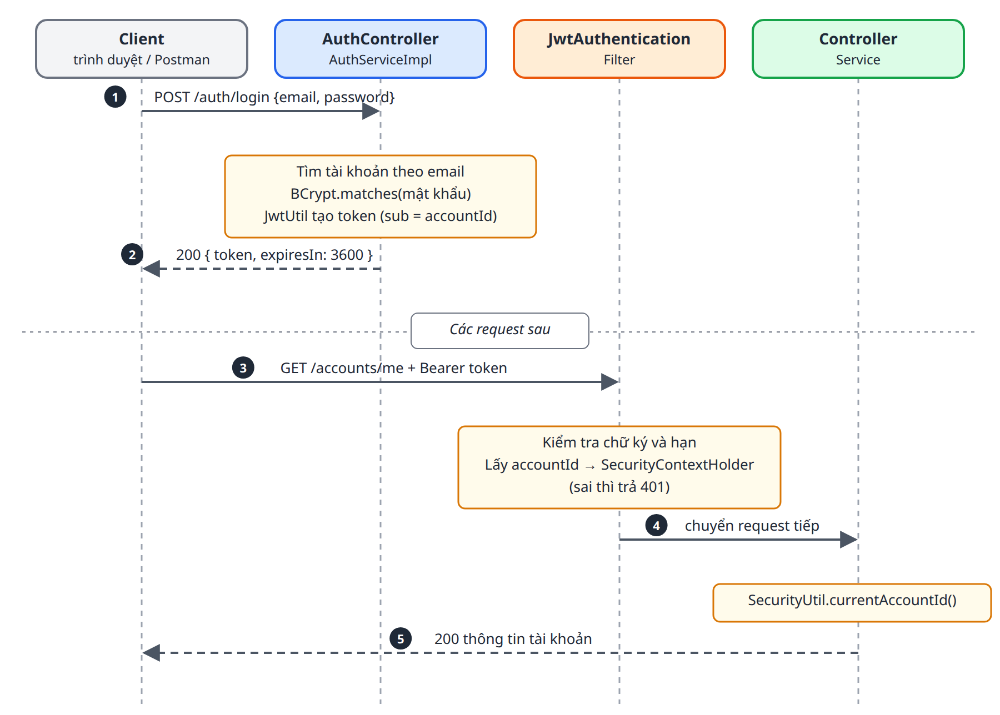 Client
trình duyệt / Postman
AuthController
AuthServiceImpl
JwtAuthentication
Filter
Controller
Service
1
POST /auth/login {email, password}
Tìm tài khoản theo email
BCrypt.matches(mật khẩu)
JwtUtil tạo token (sub = accountId)
2
200 { token, expiresIn: 3600 }
Các request sau
3
GET /accounts/me + Bearer token
Kiểm tra chữ ký và hạn
Lấy accountId → SecurityContextHolder
(sai thì trả 401)
4
chuyển request tiếp
SecurityUtil.currentAccountId()
5
200 thông tin tài khoản